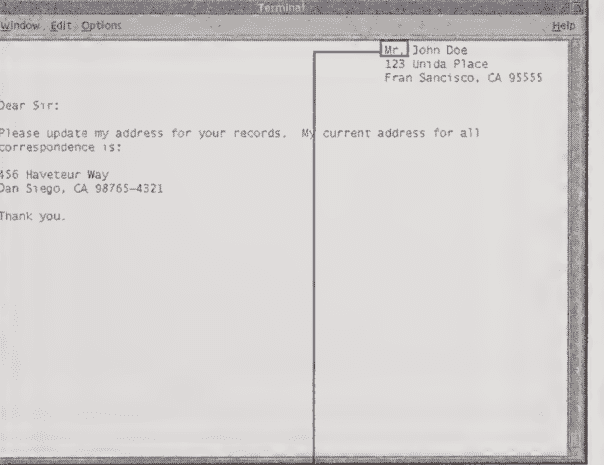 Terminal
Window Edit Options Help
Mr. John Doe
123 Unida Place
Fran Sancisco, CA 95555
Dear Sir:
Please update my address for your records. My current address for all
correspondence is:
456 Haveteur Way
Dan Siego, CA 98765-4321
Thank you.